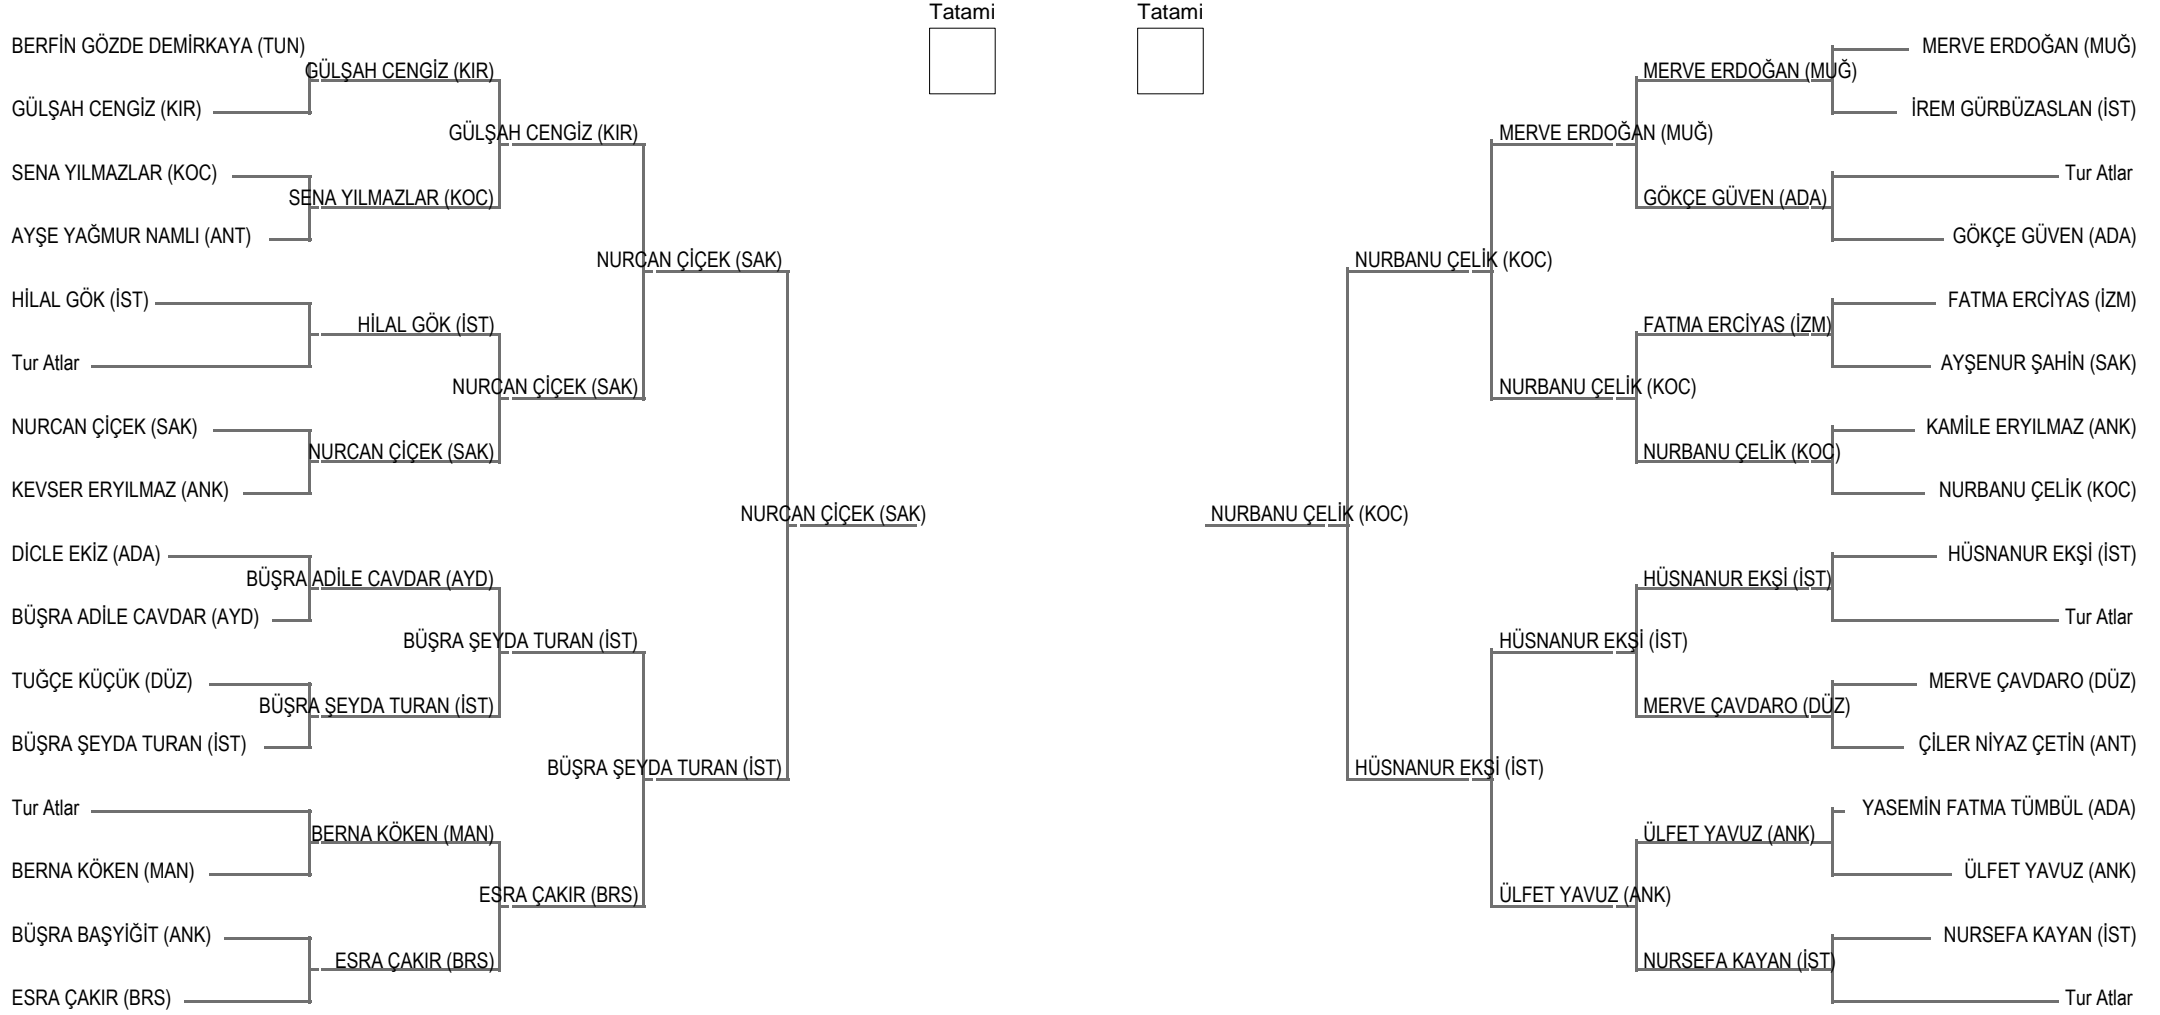 Tatami
Tatami
BERFİN GÖZDE DEMİRKAYA (TUN)
GÜLŞAH CENGİZ (KIR)
SENA YILMAZLAR (KOC)
AYŞE YAĞMUR NAMLI (ANT)
HİLAL GÖK (İST)
Tur Atlar
NURCAN ÇİÇEK (SAK)
KEVSER ERYILMAZ (ANK)
DİCLE EKİZ (ADA)
BÜŞRA ADİLE CAVDAR (AYD)
TUĞÇE KÜÇÜK (DÜZ)
BÜŞRA ŞEYDA TURAN (İST)
Tur Atlar
BERNA KÖKEN (MAN)
BÜŞRA BAŞYİĞİT (ANK)
ESRA ÇAKIR (BRS)
GÜLŞAH CENGİZ (KIR)
SENA YILMAZLAR (KOC)
HİLAL GÖK (İST)
NURCAN ÇİÇEK (SAK)
BÜŞRA ADİLE CAVDAR (AYD)
BÜŞRA ŞEYDA TURAN (İST)
BERNA KÖKEN (MAN)
ESRA ÇAKIR (BRS)
GÜLŞAH CENGİZ (KIR)
NURCAN ÇİÇEK (SAK)
BÜŞRA ŞEYDA TURAN (İST)
ESRA ÇAKIR (BRS)
NURCAN ÇİÇEK (SAK)
BÜŞRA ŞEYDA TURAN (İST)
NURCAN ÇİÇEK (SAK)
NURBANU ÇELİK (KOC)
NURBANU ÇELİK (KOC)
HÜSNANUR EKŞİ (İST)
MERVE ERDOĞAN (MUĞ)
NURBANU ÇELİK (KOC)
HÜSNANUR EKŞİ (İST)
ÜLFET YAVUZ (ANK)
MERVE ERDOĞAN (MUĞ)
GÖKÇE GÜVEN (ADA)
FATMA ERCİYAS (İZM)
NURBANU ÇELİK (KOC)
HÜSNANUR EKŞİ (İST)
MERVE ÇAVDARO (DÜZ)
ÜLFET YAVUZ (ANK)
NURSEFA KAYAN (İST)
MERVE ERDOĞAN (MUĞ)
İREM GÜRBÜZASLAN (İST)
Tur Atlar
GÖKÇE GÜVEN (ADA)
FATMA ERCİYAS (İZM)
AYŞENUR ŞAHİN (SAK)
KAMİLE ERYILMAZ (ANK)
NURBANU ÇELİK (KOC)
HÜSNANUR EKŞİ (İST)
Tur Atlar
MERVE ÇAVDARO (DÜZ)
ÇİLER NİYAZ ÇETİN (ANT)
YASEMİN FATMA TÜMBÜL (ADA)
ÜLFET YAVUZ (ANK)
NURSEFA KAYAN (İST)
Tur Atlar